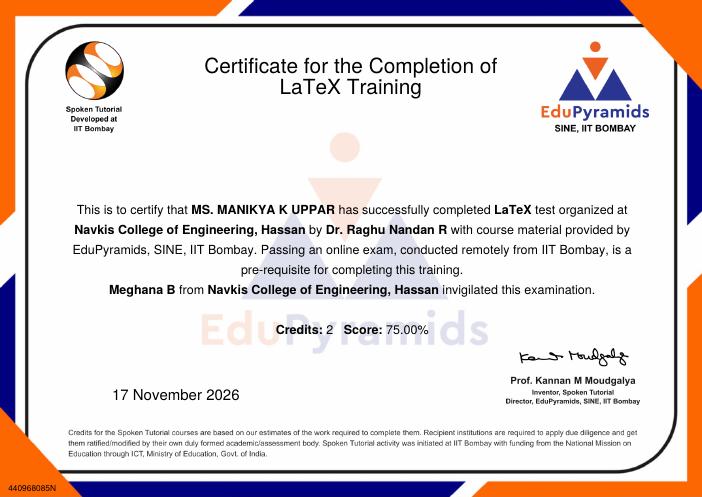 Certificate for the Completion of
LaTeX Training
Spoken Tutorial
Developed at
IIT Bombay
EduPyramids
SINE, IIT BOMBAY
This is to certify that MS. MANIKYA K UPPAR has successfully completed LaTeX test organized at
Navkis College of Engineering, Hassan by Dr. Raghu Nandan R with course material provided by
EduPyramids, SINE, IIT Bombay. Passing an online exam, conducted remotely from IIT Bombay, is a
pre-requisite for completing this training.
Meghana B from Navkis College of Engineering, Hassan invigilated this examination.
EduPyramids
Credits: 2 Score: 75.00%
Kannan Moudgalya
17 November 2026
Prof. Kannan M Moudgalya
Inventor, Spoken Tutorial
Director, EduPyramids, SINE, IIT Bombay
Credits for the Spoken Tutorial courses are based on our estimates of the work required to complete them. Recipient institutions are required to apply due diligence and get
them ratified/modified by their own duly formed academic/assessment body. Spoken Tutorial activity was initiated at IIT Bombay with funding from the National Mission on
Education through ICT, Ministry of Education, Govt. of India.
440968085N